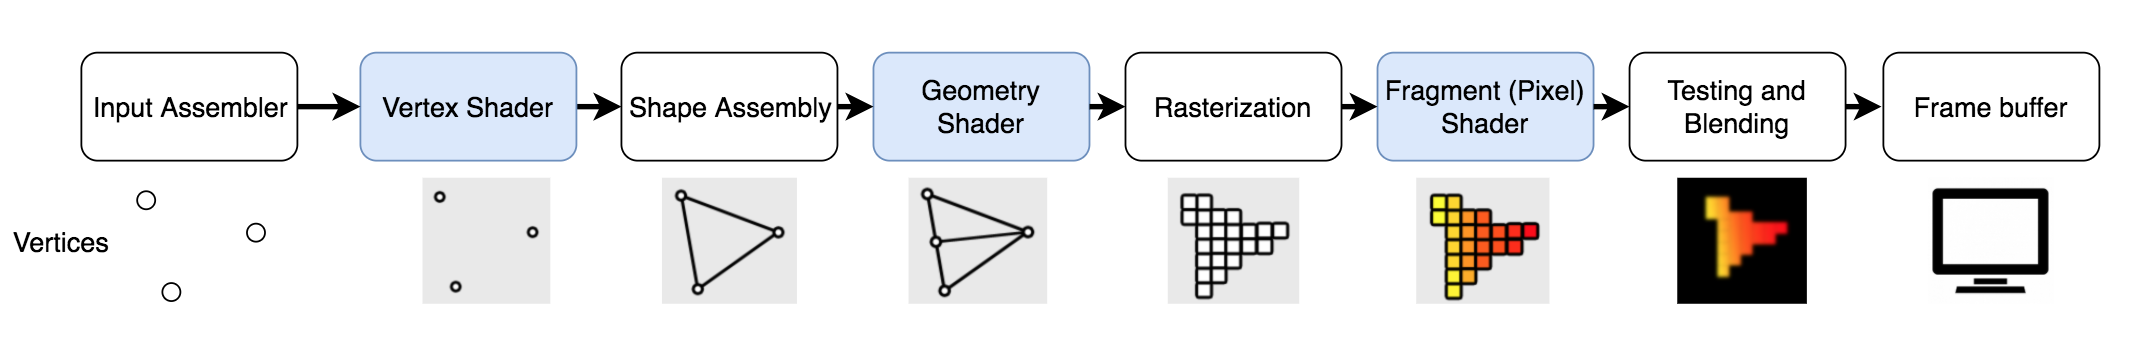 Input Assembler
Vertex Shader
Shape Assembly
Geometry
Shader
Rasterization
Fragment (Pixel)
Shader
Testing and
Blending
Frame buffer
Vertices